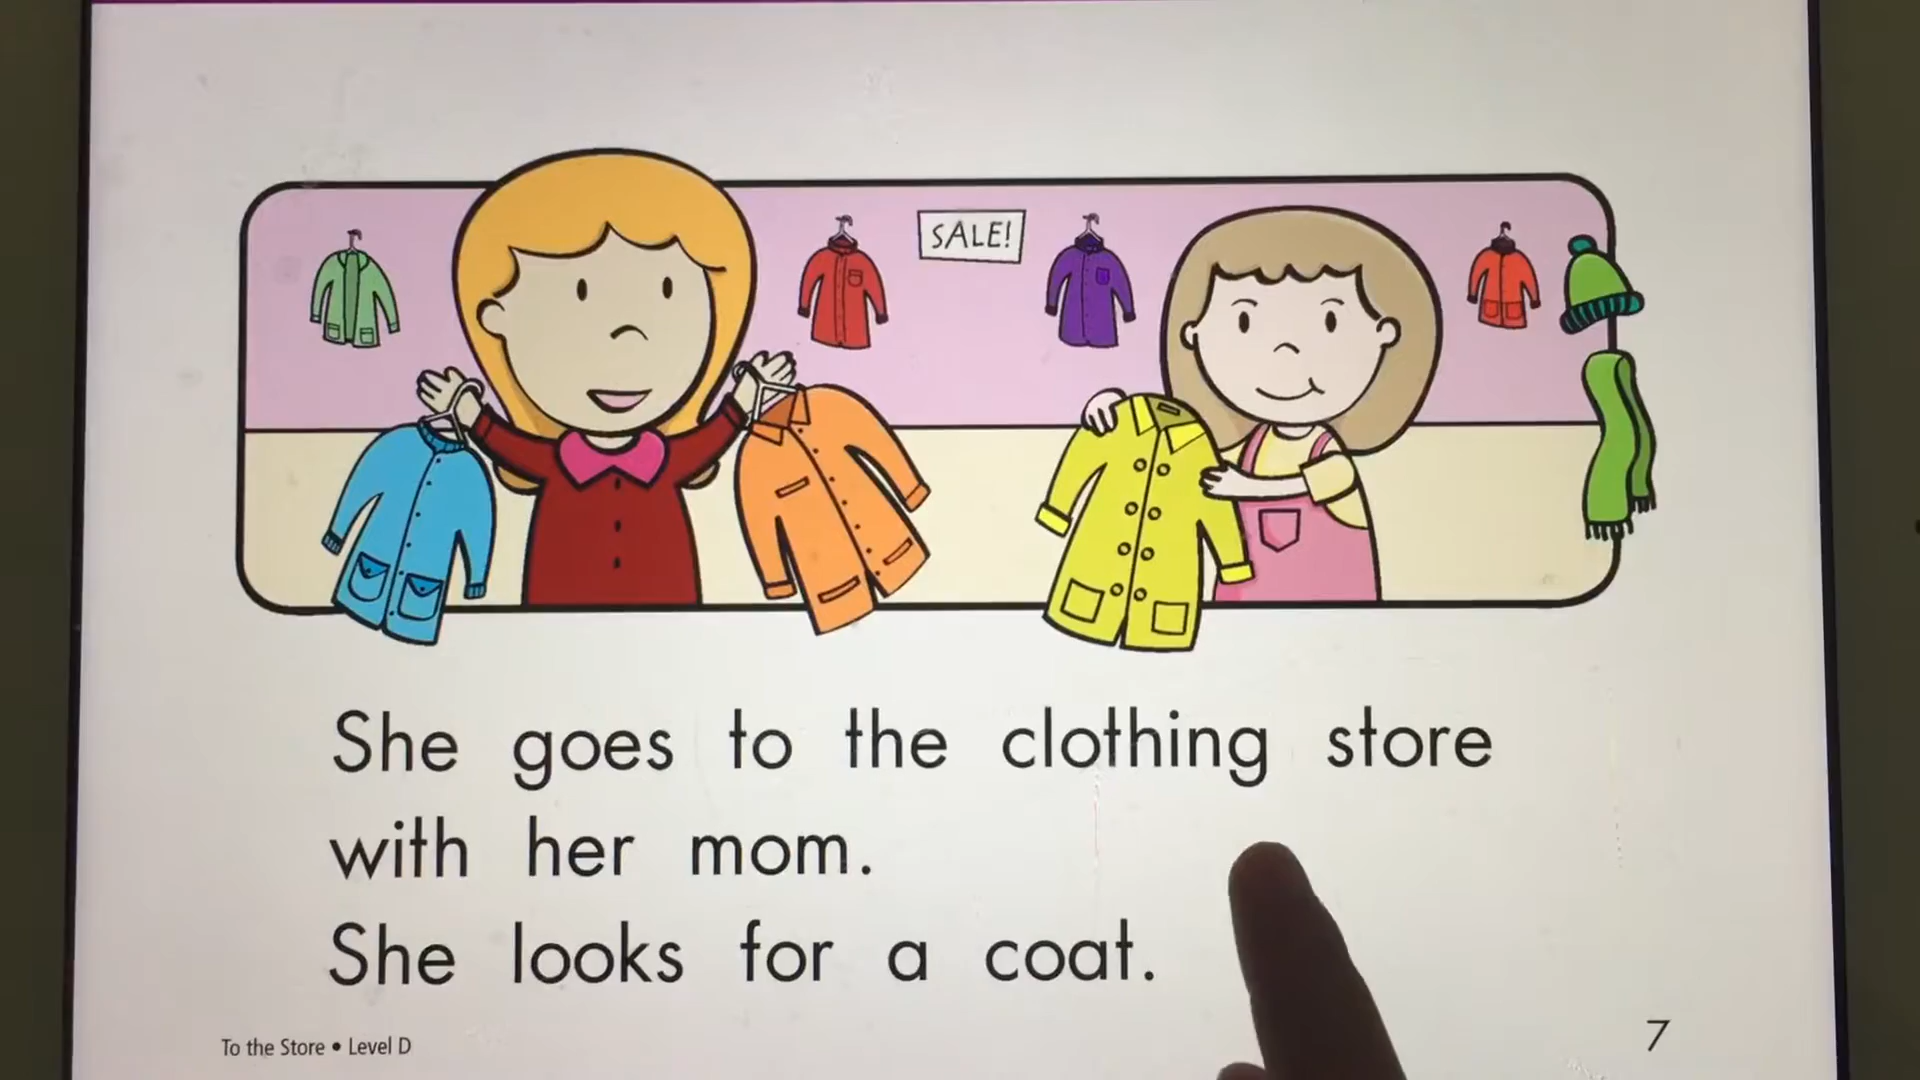 SALE!
She goes to the clothing store
with her mom.
She looks for a coat.
To the Store • Level D
7